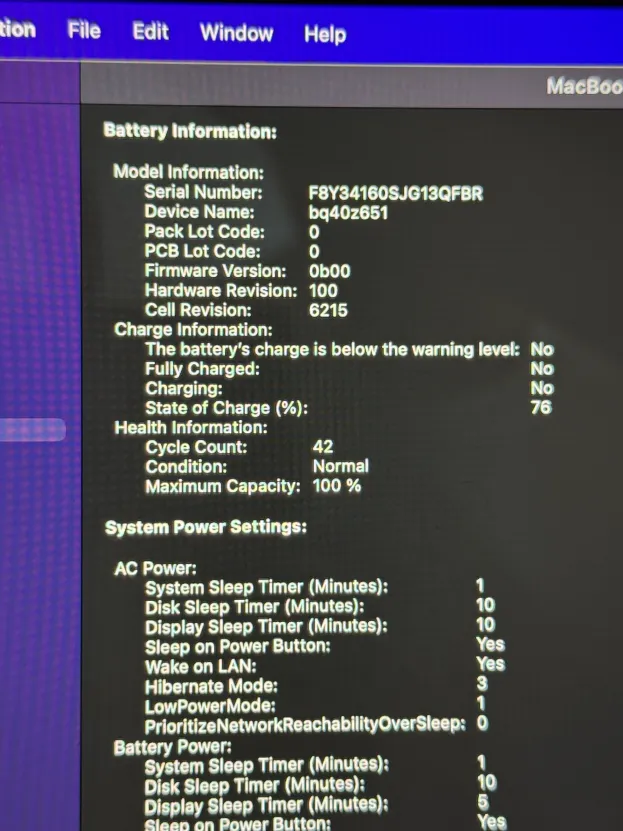 tion File Edit Window Help
MacBoo
Battery Information:
Model Information:
Serial Number: F8Y34160SJG13QFBR
Device Name: bq40z651
Pack Lot Code: 0
PCB Lot Code: 0
Firmware Version: 0b00
Hardware Revision: 100
Cell Revision: 6215
Charge Information:
The battery's charge is below the warning level: No
Fully Charged: No
Charging: No
State of Charge (%): 76
Health Information:
Cycle Count: 42
Condition: Normal
Maximum Capacity: 100 %
System Power Settings:
AC Power:
System Sleep Timer (Minutes): 1
Disk Sleep Timer (Minutes): 10
Display Sleep Timer (Minutes): 10
Sleep on Power Button: Yes
Wake on LAN: Yes
Hibernate Mode: 3
LowPowerMode: 1
PrioritizeNetworkReachabilityOverSleep: 0
Battery Power:
System Sleep Timer (Minutes): 1
Disk Sleep Timer (Minutes): 10
Display Sleep Timer (Minutes): 5
Sleep on Power Button: Yes